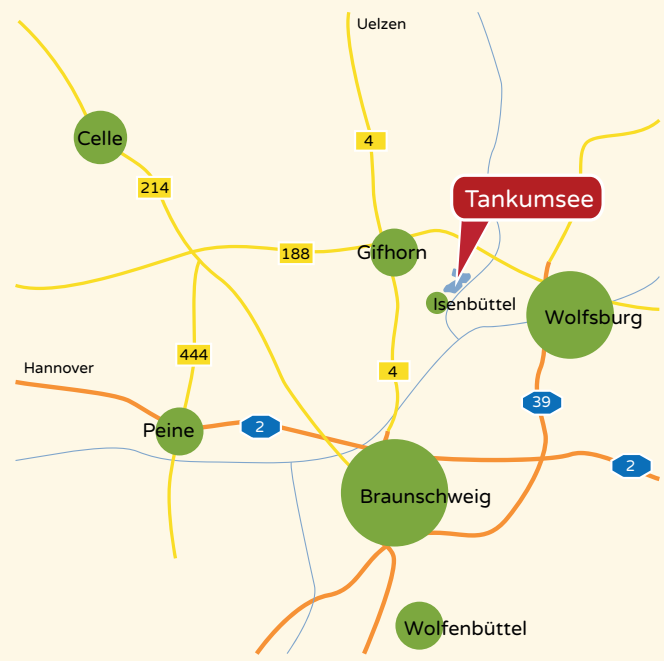 Uelzen
Celle
4
214
Tankumsee
188
Gifhorn
Isenbüttel
Wolfsburg
444
Hannover
4
39
Peine
2
2
Braunschweig
Wolfenbüttel